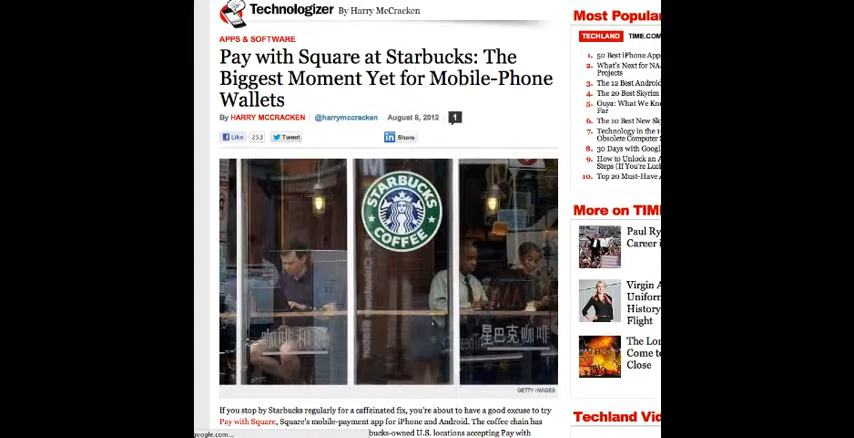 Technologizer By Harry McCracken
APPS & SOFTWARE
Pay with Square at Starbucks: The
Biggest Moment Yet for Mobile-Phone
Wallets
By HARRY MCCRACKEN @harrymccracken August 8, 2012 1
Like 253 Tweet Share
STARBUCKS
COFFEE
星巴克咖啡
GETTY IMAGES
If you stop by Starbucks regularly for a caffeinated fix, you're about to have a good excuse to try
Pay with Square, Square's mobile-payment app for iPhone and Android. The coffee chain has
bucks-owned U.S. locations accepting Pay with
google.com...
Most Popula
TECHLAND TIME.COM
1. 50 Best iPhone App
2. What's Next for NA
Projects
3. The 12 Best Android
4. The 20 Best Skyrim
5. Ouya: What We Kno
Far
6. The 10 Best New Sk
7. Technology in the 1
Obsolete Computer
8. 30 Days with Googl
9. How to Unlock an A
Steps (If You're Luck
10. Top 20 Must-Have
More on TIM
Paul Ry
Career i
Virgin A
Uniform
History
Flight
The Lo
Come to
Close
Techland Vid